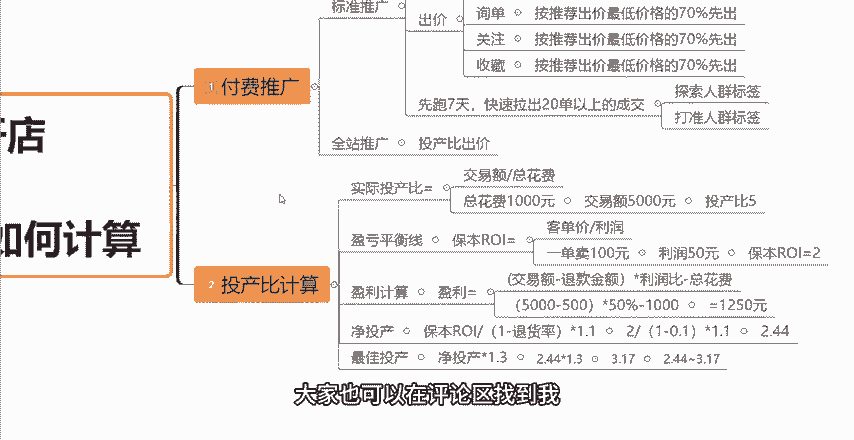 标准推广
出价
询单 按推荐出价最低价格的70%先出
关注 按推荐出价最低价格的70%先出
收藏 按推荐出价最低价格的70%先出
1 付费推广
先跑7天，快速拉出20单以上的成交
探索人群标签
打准人群标签
全站推广 投产比出价
店
如何计算
2 投产比计算
实际投产比=
交易额/总花费
总花费1000元 交易额5000元 投产比5
盈亏平衡线 保本ROI=
客单价/利润
一单卖100元 利润50元 保本ROI=2
盈利计算 盈利=
(交易额-退款金额）*利润比-总花费
（5000-500）*50%-1000 =1250元
净投产 保本ROI/（1-退货率）*1.1 2/（1-0.1）*1.1 2.44
最佳投产 净投产*1.3 2.44*1.3 3.17 2.44~3.17
大家也可以在评论区找到我